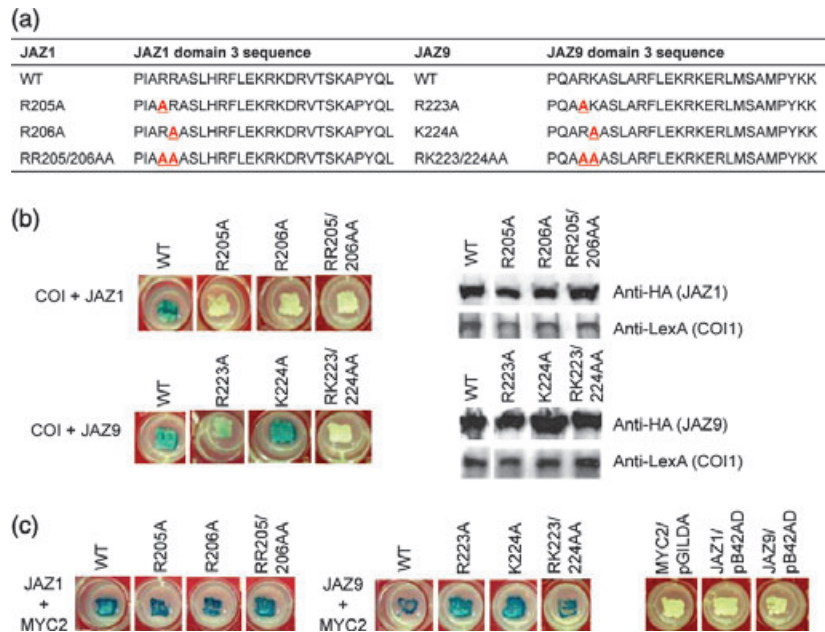 (a)
JAZ1 JAZ1 domain 3 sequence JAZ9 JAZ9 domain 3 sequence
WT PIARRASLHRFLEKRKDRVTSKAPYQL WT PQARKASLARFLEKRKERLMSAMPYKK
R205A PIAARASLHRFLEKRKDRVTSKAPYQL R223A PQAAKASLARFLEKRKERLMSAMPYKK
R206A PIARAASLHRFLEKRKDRVTSKAPYQL K224A PQARAASLARFLEKRKERLMSAMPYKK
RR205/206AA PIAAAASLHRFLEKRKDRVTSKAPYQL RK223/224AA PQAAAASLARFLEKRKERLMSAMPYKK
(b)
WT R205A R206A RR205/
206AA
COI + JAZ1
WT R205A R206A RR205/
206AA
Anti-HA (JAZ1)
Anti-LexA (COI1)
WT R223A K224A RK223/
224AA
COI + JAZ9
WT R223A K224A RK223/
224AA
Anti-HA (JAZ9)
Anti-LexA (COI1)
(c)
WT R205A R206A RR205/
206AA
JAZ1
+
MYC2
WT R223A K224A RK223/
224AA
JAZ9
+
MYC2
MYC2/
pGILDA
JAZ1/
pB42AD
JAZ9/
pB42AD